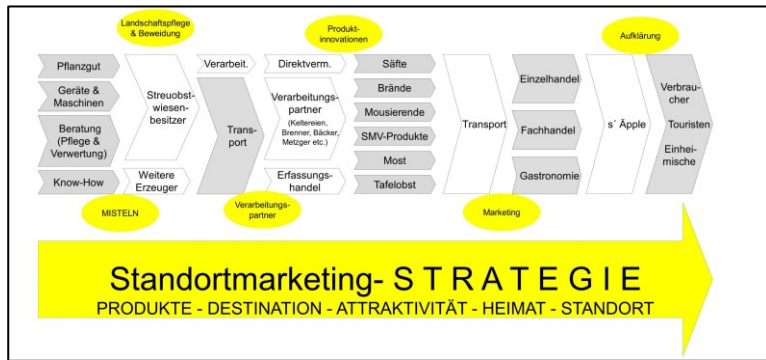 Landschaftspflege
& Beweidung
Produkt-
innovationen
Aufklärung
Pflanzgut
Geräte &
Maschinen
Beratung
(Pflege &
Verwertung)
Know-How
Streuobst-
wiesen-
besitzer
Weitere
Erzeuger
Verarbeit.
Trans-
port
Direktverm.
Verarbeitungs-
partner
(Keltereien,
Brenner, Bäcker,
Metzger etc.)
Erfassungs-
handel
Säfte
Brände
Mousierende
SMV-Produkte
Most
Tafelobst
Transport
Einzelhandel
Fachhandel
Gastronomie
s´ Äpple
Verbrau-
cher
Touristen
Einhei-
mische
MISTELN
Verarbeitungs-
partner
Marketing
Standortmarketing- S T R A T E G I E
PRODUKTE - DESTINATION - ATTRAKTIVITÄT - HEIMAT - STANDORT